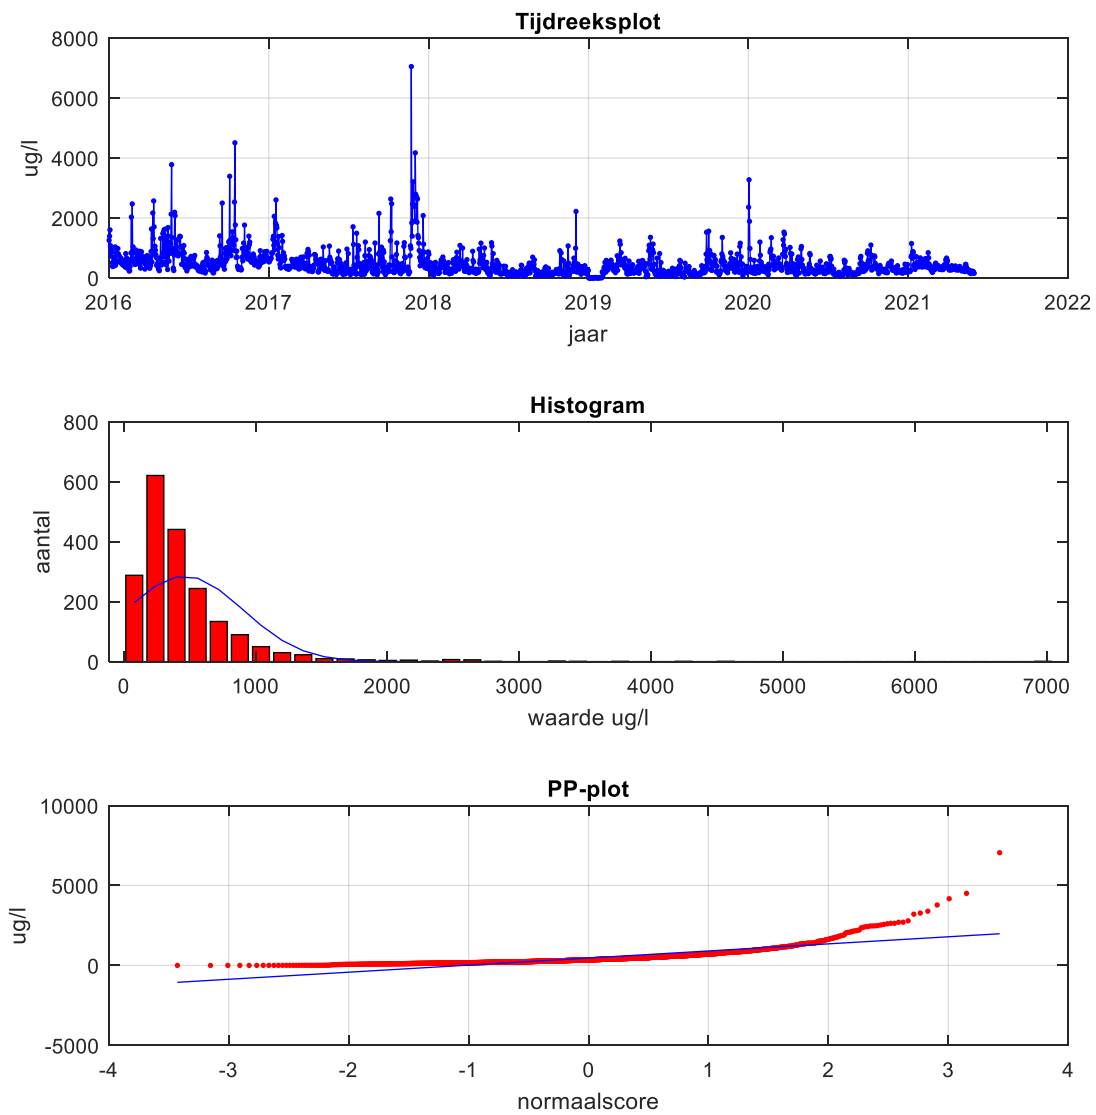 Tijdreeksplot
8000
6000
4000
2000
0
ug/l
2016 2017 2018 2019 2020 2021 2022
jaar
Histogram
800
600
400
200
0
aantal
0 1000 2000 3000 4000 5000 6000 7000
waarde ug/l
PP-plot
10000
5000
0
-5000
ug/l
-4 -3 -2 -1 0 1 2 3 4
normaalscore